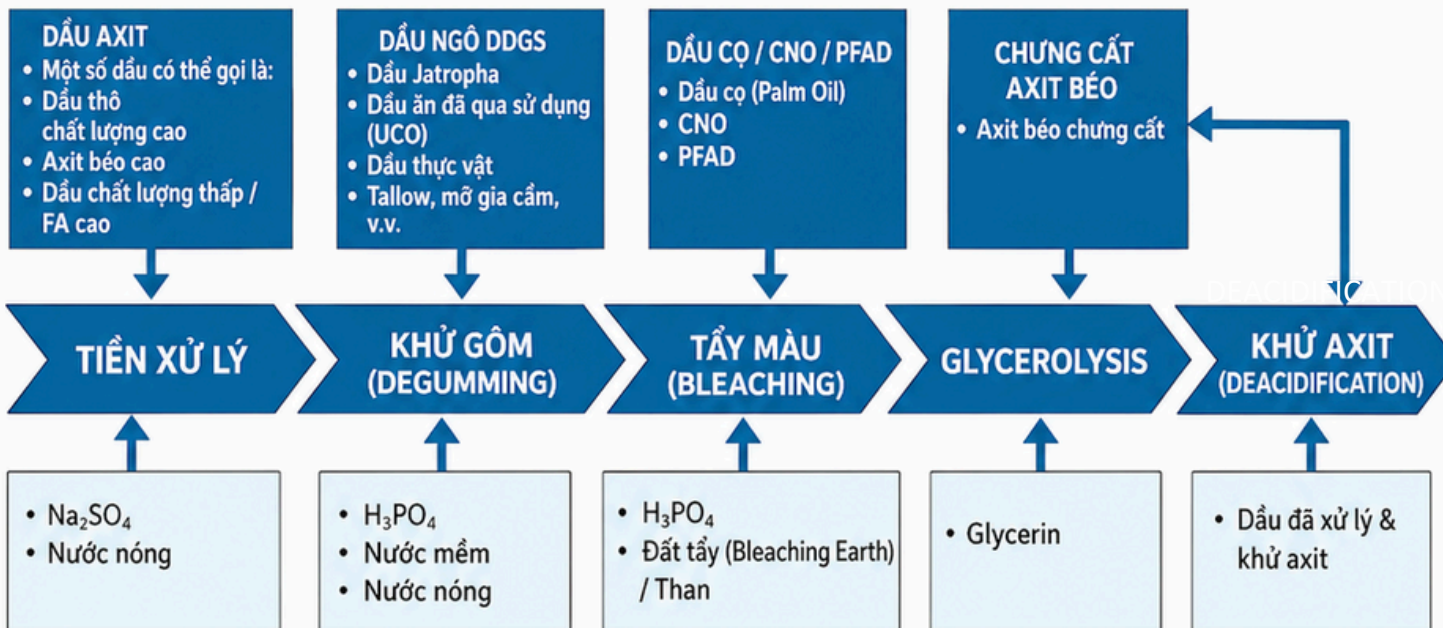 DẦU AXIT
• Một số dầu có thể gọi là:
• Dầu thô
chất lượng cao
• Axit béo cao
• Dầu chất lượng thấp /
FA cao
DẦU NGÔ DDGS
• Dầu Jatropha
• Dầu ăn đã qua sử dụng
(UCO)
• Dầu thực vật
• Tallow, mỡ gia cầm,
v.v.
DẦU CỌ / CNO / PFAD
• Dầu cọ (Palm Oil)
• CNO
• PFAD
CHƯNG CẤT
AXIT BÉO
• Axit béo chưng cất
DEACIDIFICATION
TIỀN XỬ LÝ
KHỬ GÔM
(DEGUMMING)
TẨY MÀU
(BLEACHING)
GLYCEROLYSIS
KHỬ AXIT
(DEACIDIFICATION)
• Na₂SO₄
• Nước nóng
• H₃PO₄
• Nước mềm
• Nước nóng
• H₃PO₄
• Đất tẩy (Bleaching Earth)
/ Than
• Glycerin
• Dầu đã xử lý &
khử axit